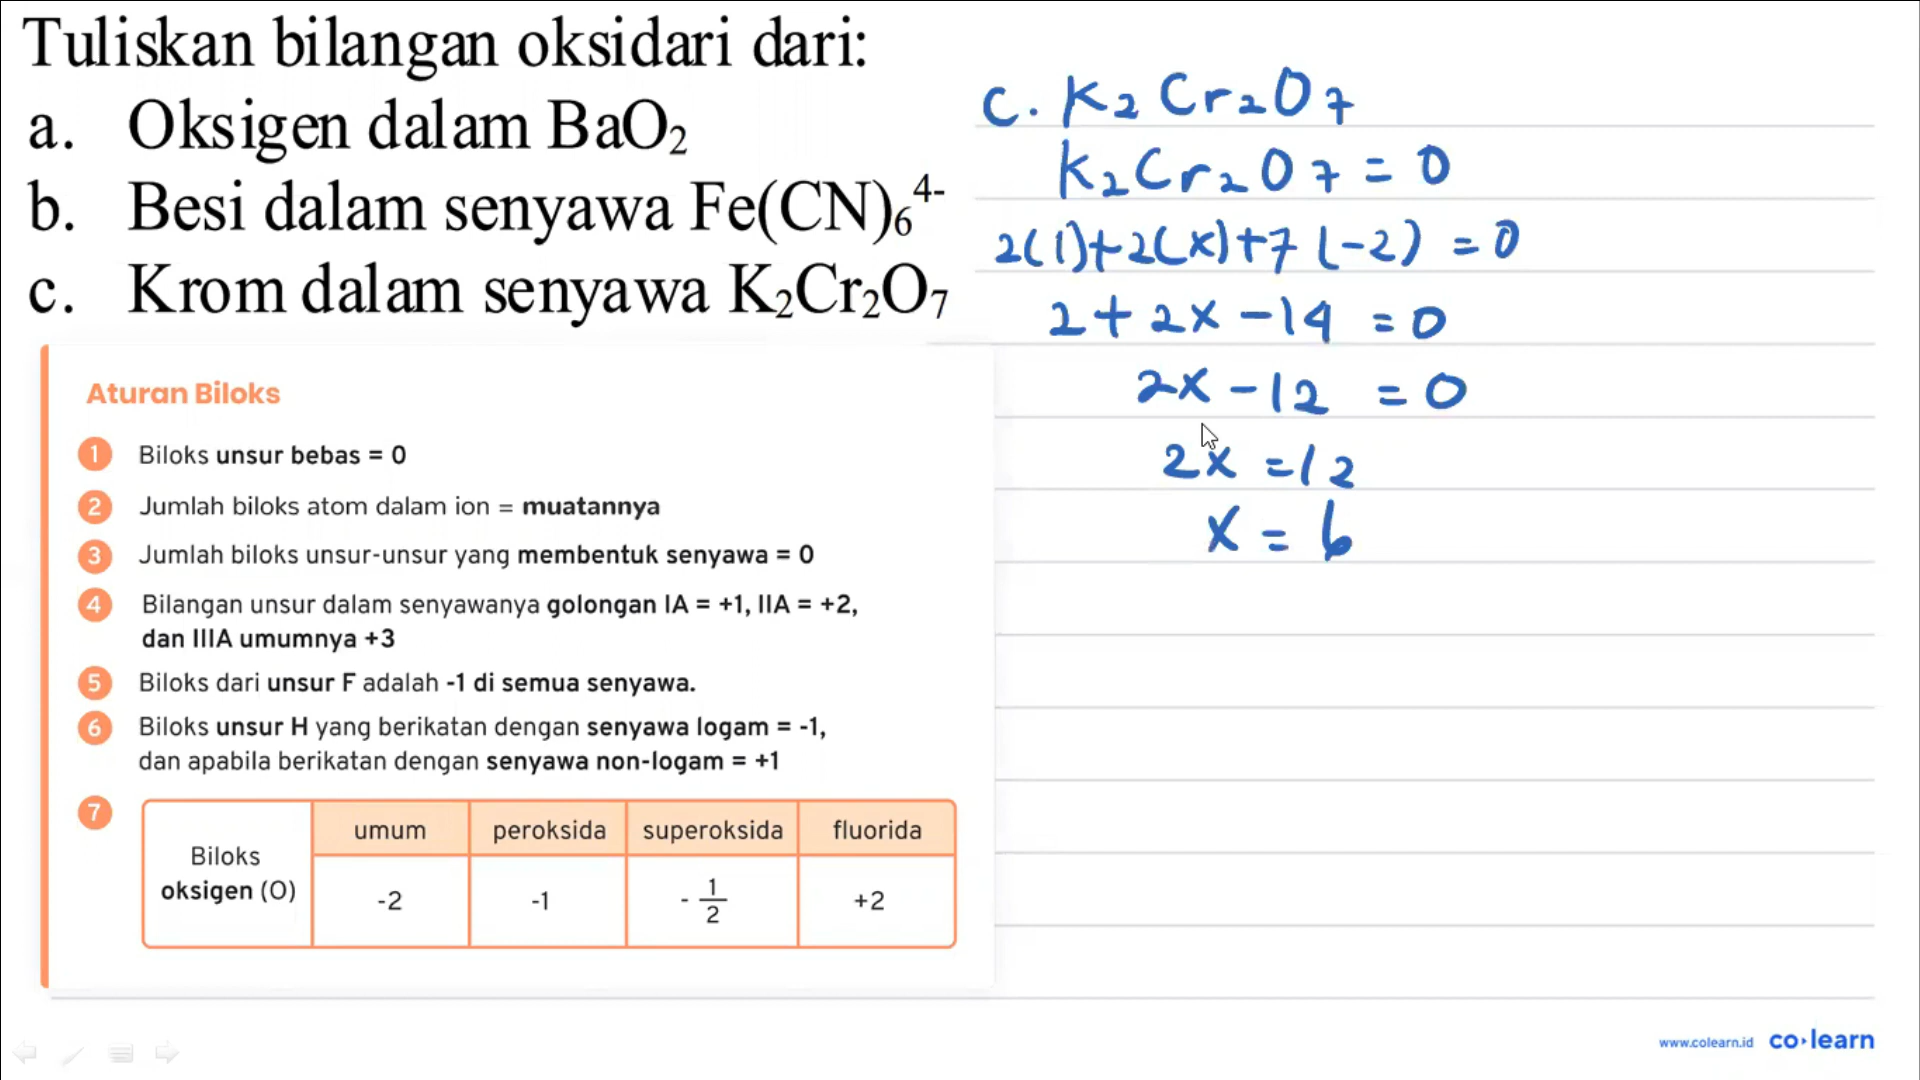 Tuliskan bilangan oksidari dari:
a. Oksigen dalam BaO₂
b. Besi dalam senyawa Fe(CN)₆⁴⁻
c. Krom dalam senyawa K₂Cr₂O₇
Aturan Biloks
1 Biloks unsur bebas = 0
2 Jumlah biloks atom dalam ion = muatannya
3 Jumlah biloks unsur-unsur yang membentuk senyawa = 0
4 Bilangan unsur dalam senyawanya golongan IA = +1, IIA = +2,
dan IIIA umumnya +3
5 Biloks dari unsur F adalah -1 di semua senyawa.
6 Biloks unsur H yang berikatan dengan senyawa logam = -1,
dan apabila berikatan dengan senyawa non-logam = +1
7
Biloks oksigen (O)
umum peroksida superoksida fluorida
-2 -1 -1/2 +2
c. K₂Cr₂O₇
K₂Cr₂O₇ = 0
2(1)+2(x)+7(-2) = 0
2 + 2x - 14 = 0
2x - 12 = 0
2x = 12
x = 6
www.colearn.id co·learn